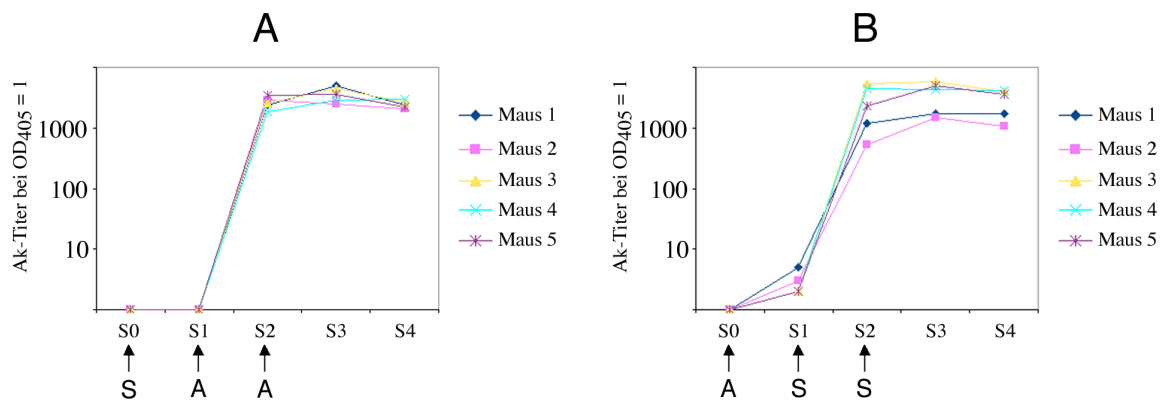 A
Ak-Titer bei OD405 = 1
1000
100
10
S0 S1 S2 S3 S4
S A A
Maus 1
Maus 2
Maus 3
Maus 4
Maus 5
B
Ak-Titer bei OD405 = 1
1000
100
10
S0 S1 S2 S3 S4
A S S
Maus 1
Maus 2
Maus 3
Maus 4
Maus 5